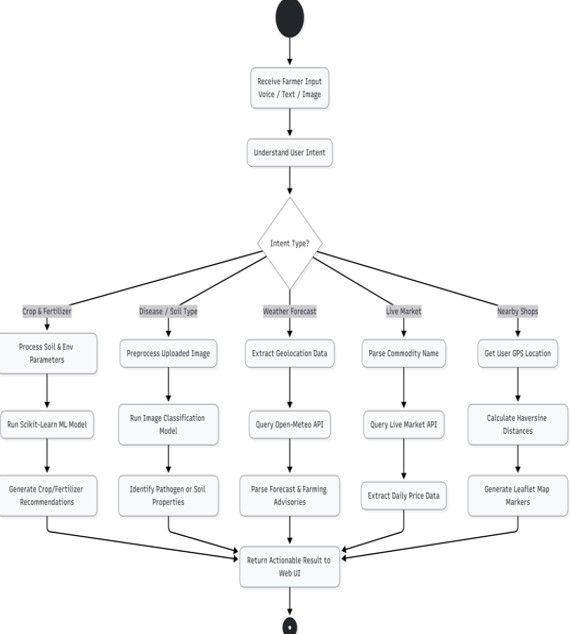 Receive Farmer Input
Voice / Text / Image
Understand User Intent
Intent Type?
Crop & Fertilizer
Disease / Soil Type
Weather Forecast
Live Market
Nearby Shops
Process Soil & Env
Parameters
Preprocess Uploaded Image
Extract Geolocation Data
Parse Commodity Name
Get User GPS Location
Run Scikit-Learn ML Model
Run Image Classification
Model
Query Open-Meteo API
Query Live Market API
Calculate Haversine
Distances
Generate Crop/Fertilizer
Recommendations
Identify Pathogen or Soil
Properties
Parse Forecast & Farming
Advisories
Extract Daily Price Data
Generate Leaflet Map
Markers
Return Actionable Result to
Web UI